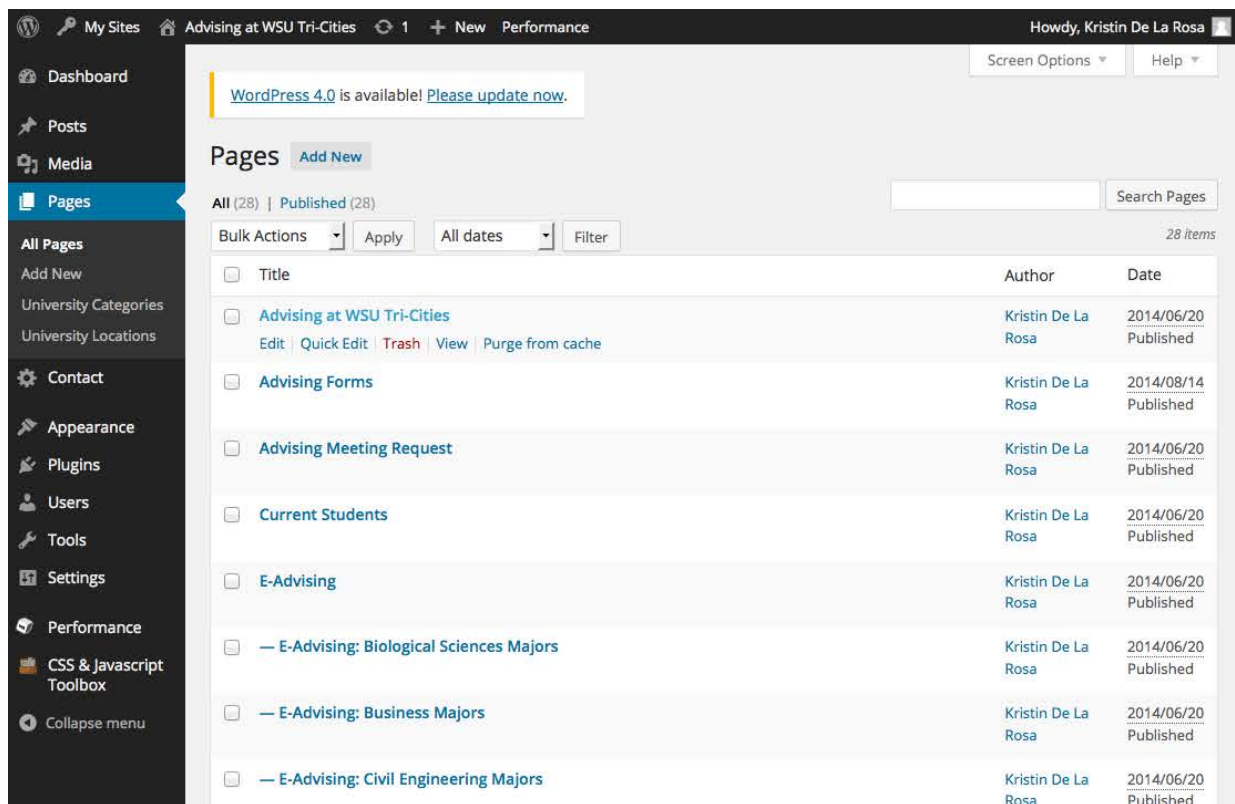 My Sites Advising at WSU Tri-Cities 1 New Performance Howdy, Kristin De La Rosa
Screen Options Help
Dashboard
Posts
Media
Pages
All Pages
Add New
University Categories
University Locations
Contact
Appearance
Plugins
Users
Tools
Settings
Performance
CSS & Javascript
Toolbox
Collapse menu
WordPress 4.0 is available! Please update now.
Pages Add New
All (28) | Published (28)
Search Pages
Bulk Actions Apply All dates Filter
28 items
Title Author Date
Advising at WSU Tri-Cities Kristin De La 2014/06/20
Edit | Quick Edit | Trash | View | Purge from cache Rosa Published
Advising Forms Kristin De La 2014/08/14
Rosa Published
Advising Meeting Request Kristin De La 2014/06/20
Rosa Published
Current Students Kristin De La 2014/06/20
Rosa Published
E-Advising Kristin De La 2014/06/20
Rosa Published
— E-Advising: Biological Sciences Majors Kristin De La 2014/06/20
Rosa Published
— E-Advising: Business Majors Kristin De La 2014/06/20
Rosa Published
— E-Advising: Civil Engineering Majors Kristin De La 2014/06/20
Rosa Published